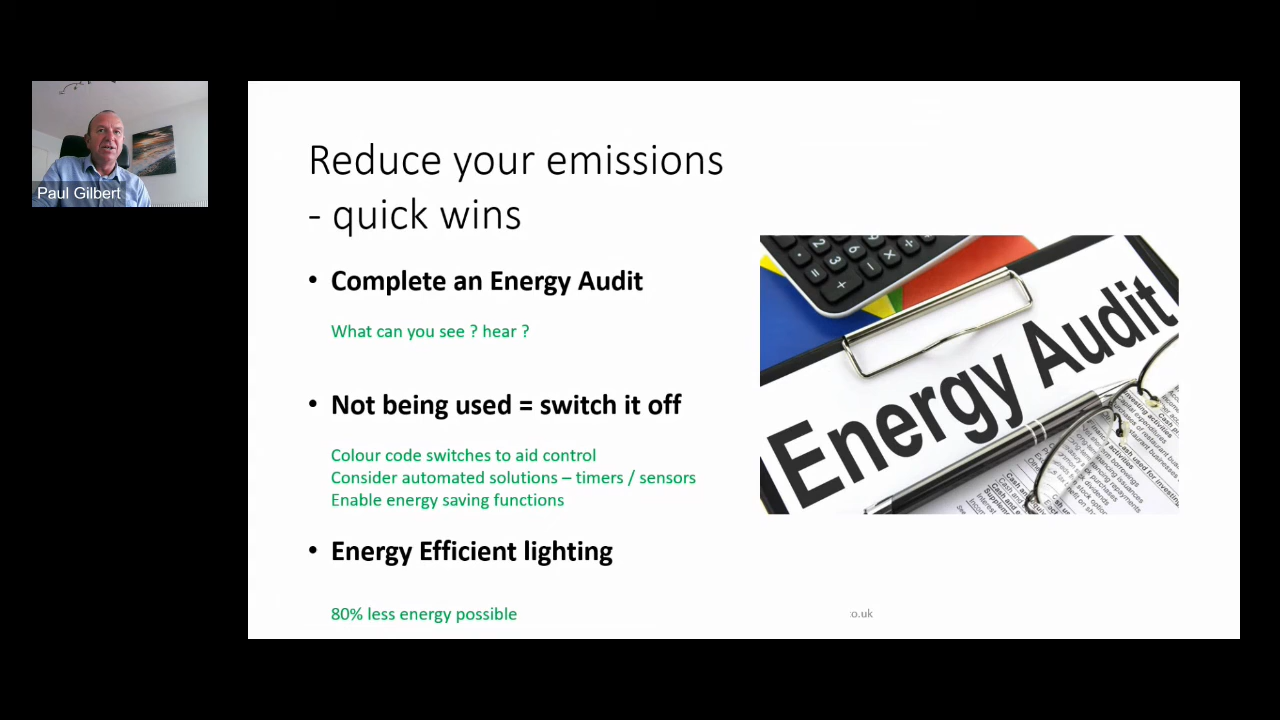 Paul Gilbert
Reduce your emissions
- quick wins
• Complete an Energy Audit
What can you see ? hear ?
• Not being used = switch it off
Colour code switches to aid control
Consider automated solutions – timers / sensors
Enable energy saving functions
• Energy Efficient lighting
80% less energy possible
Energy Audit
o.uk